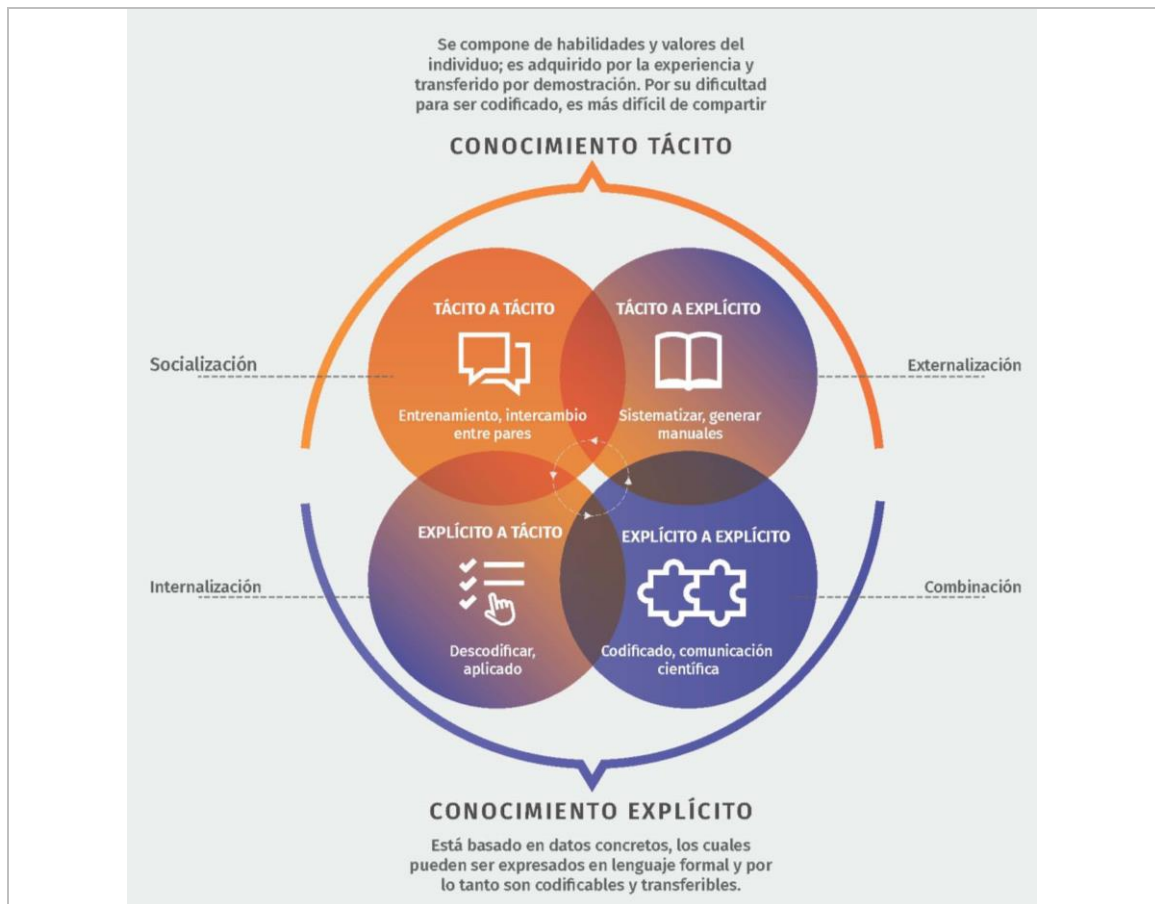 Se compone de habilidades y valores del
individuo; es adquirido por la experiencia y
transferido por demostración. Por su dificultad
para ser codificado, es más difícil de compartir
CONOCIMIENTO TÁCITO
TÁCITO A TÁCITO
TÁCITO A EXPLÍCITO
Socialización
Externalización
Entrenamiento, intercambio
entre pares
Sistematizar, generar
manuales
EXPLÍCITO A TÁCITO
EXPLÍCITO A EXPLÍCITO
Internalización
Combinación
Descodificar,
aplicado
Codificado, comunicación
científica
CONOCIMIENTO EXPLÍCITO
Está basado en datos concretos, los cuales
pueden ser expresados en lenguaje formal y por
lo tanto son codificables y transferibles.